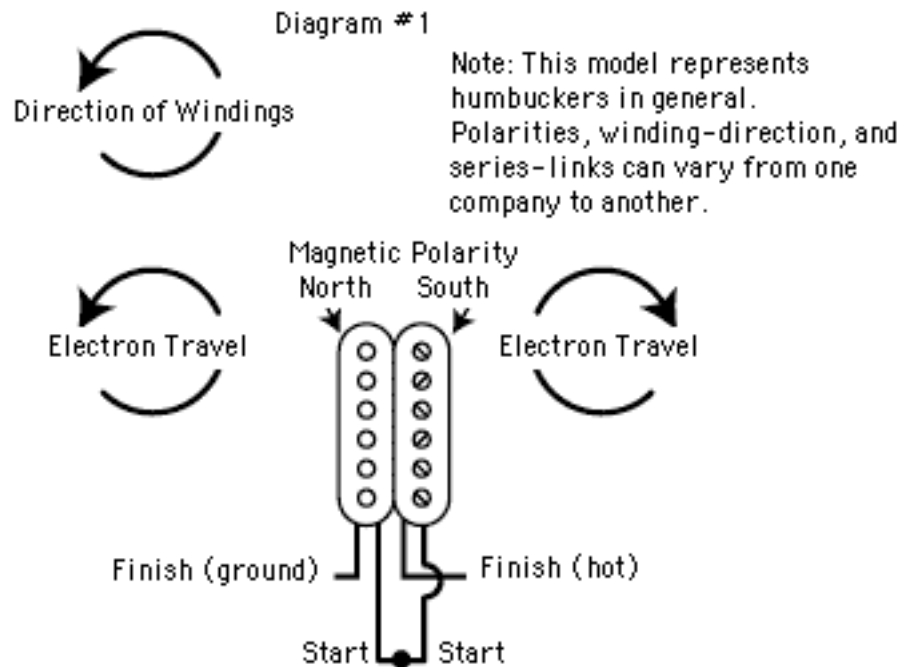 Diagram #1
Note: This model represents
humbuckers in general.
Polarities, winding-direction, and
series-links can vary from one
company to another.
Direction of Windings
Magnetic Polarity
North South
Electron Travel
Electron Travel
Finish (ground)
Finish (hot)
Start Start